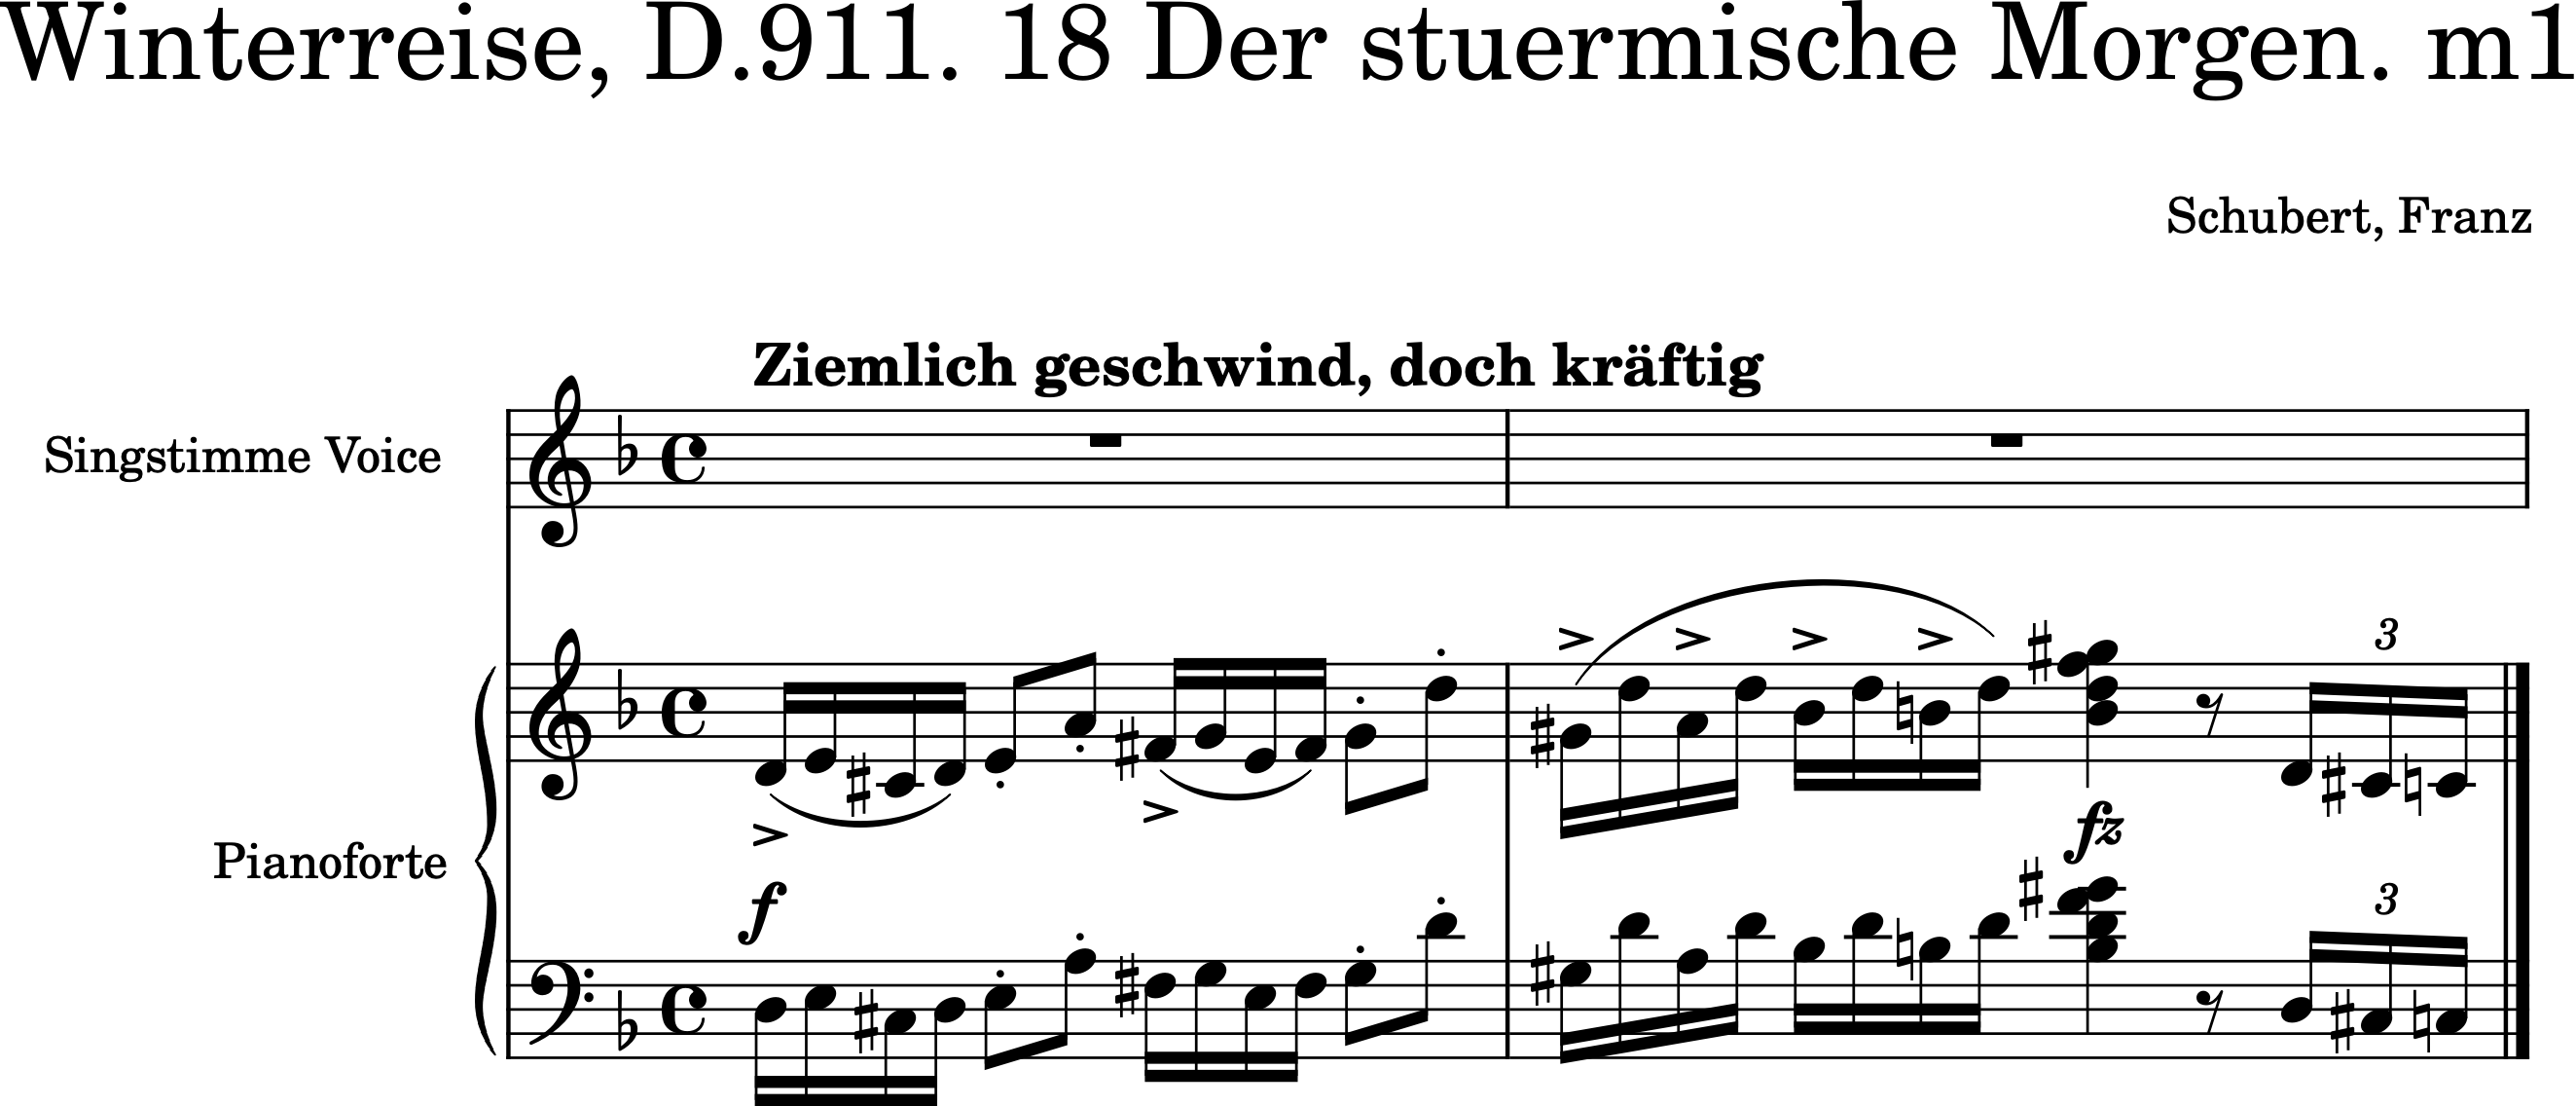 Winterreise, D.911. 18 Der stuermische Morgen. m1
Schubert, Franz
Ziemlich geschwind, doch kräftig
Singstimme Voice
3
fz
Pianoforte
f
3